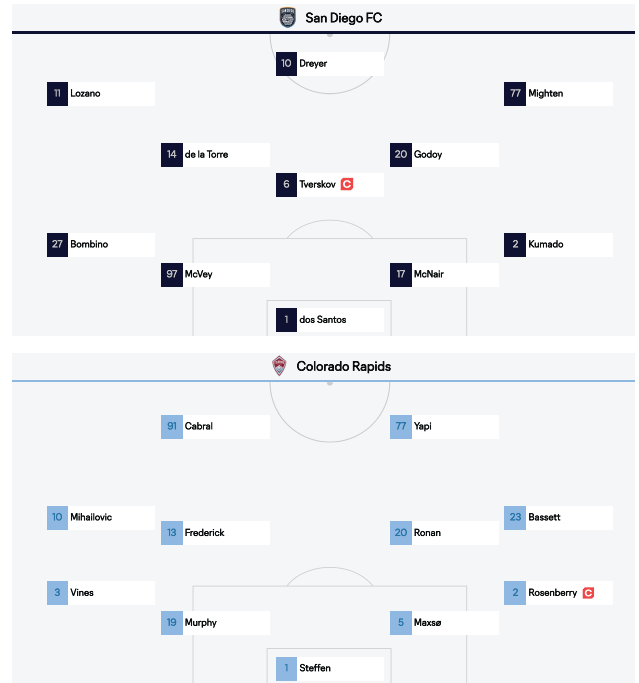 San Diego FC
10 Dreyer
11 Lozano
77 Mighten
14 de la Torre
20 Godoy
6 Tverskov C
27 Bombino
2 Kumado
97 McVey
17 McNair
1 dos Santos
Colorado Rapids
91 Cabral
77 Yapi
10 Mihailovic
23 Bassett
13 Frederick
20 Ronan
3 Vines
2 Rosenberry C
19 Murphy
5 Maxsø
1 Steffen